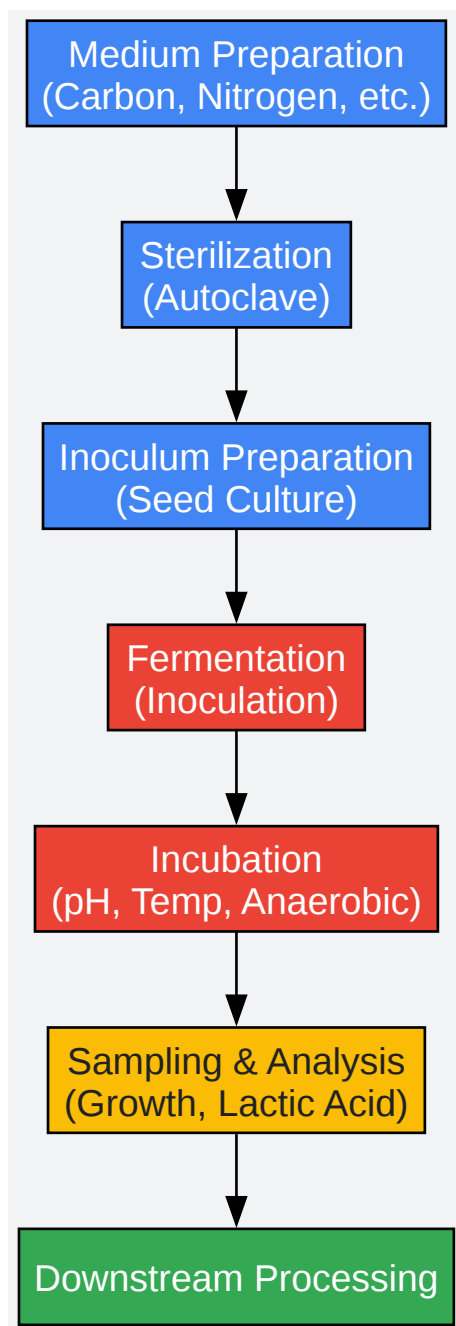 Medium Preparation
(Carbon, Nitrogen, etc.)
Sterilization
(Autoclave)
Inoculum Preparation
(Seed Culture)
Fermentation
(Inoculation)
Incubation
(pH, Temp, Anaerobic)
Sampling & Analysis
(Growth, Lactic Acid)
Downstream Processing